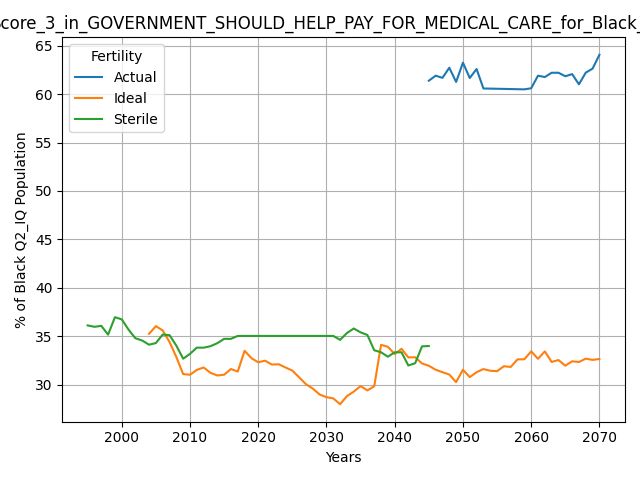 core_3_in_GOVERNMENT_SHOULD_HELP_PAY_FOR_MEDICAL_CARE_for_Black_
Fertility
Actual
Ideal
Sterile
% of Black Q2_IQ Population
65
60
55
50
45
40
35
30
2000 2010 2020 2030 2040 2050 2060 2070
Years